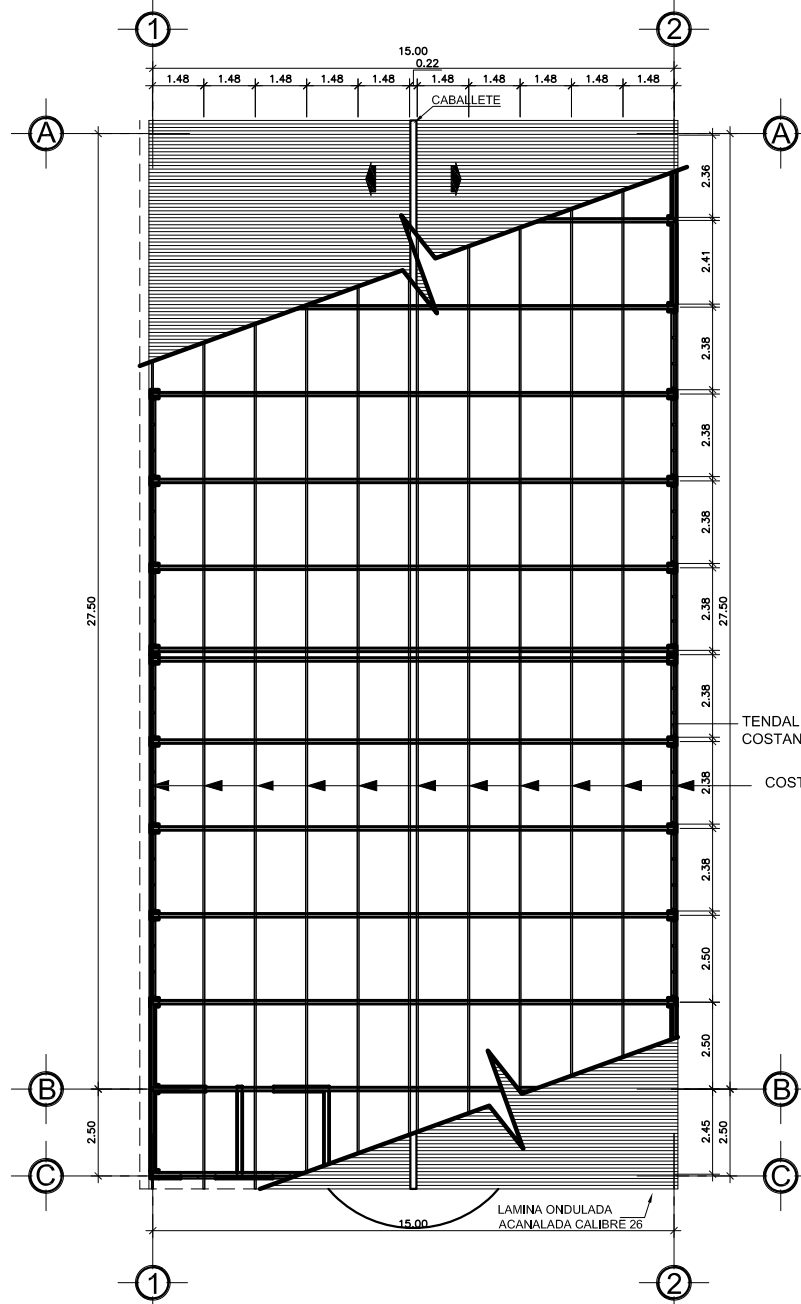 1
2
15.00
0.22
1.48 1.48 1.48 1.48 1.48 1.48 1.48 1.48 1.48 1.48
CABALLETE
A
A
2.36
2.41
2.38
2.38
2.38
2.38
27.50
27.50
2.38
TENDAL
COSTAN
COST
2.38
2.38
2.50
2.50
B
B
2.50
2.45
2.50
C
C
LAMINA ONDULADA
ACANALADA CALIBRE 26
15.00
1
2